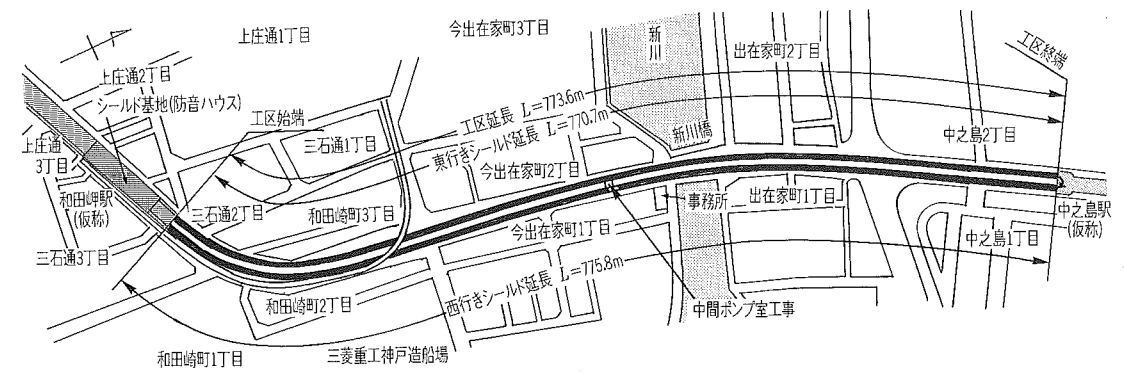 上庄通1丁目
今出在家町3丁目
新川
出在家町2丁目
工区終端
上庄通2丁目
シールド基地(防音ハウス)
工区始端
工区延長 L=773.6m
東行きシールド延長 L=770.7m
三石通1丁目
新川橋
中之島2丁目
上庄通
3丁目
今出在家町2丁目
和田岬駅
(仮称)
三石通2丁目
和田崎町3丁目
事務所
出在家町1丁目
中之島駅
(仮称)
今出在家町1丁目
中之島1丁目
三石通3丁目
西行きシールド延長 L=775.8m
和田崎町2丁目
中間ポンプ室工事
和田崎町1丁目
三菱重工神戸造船場